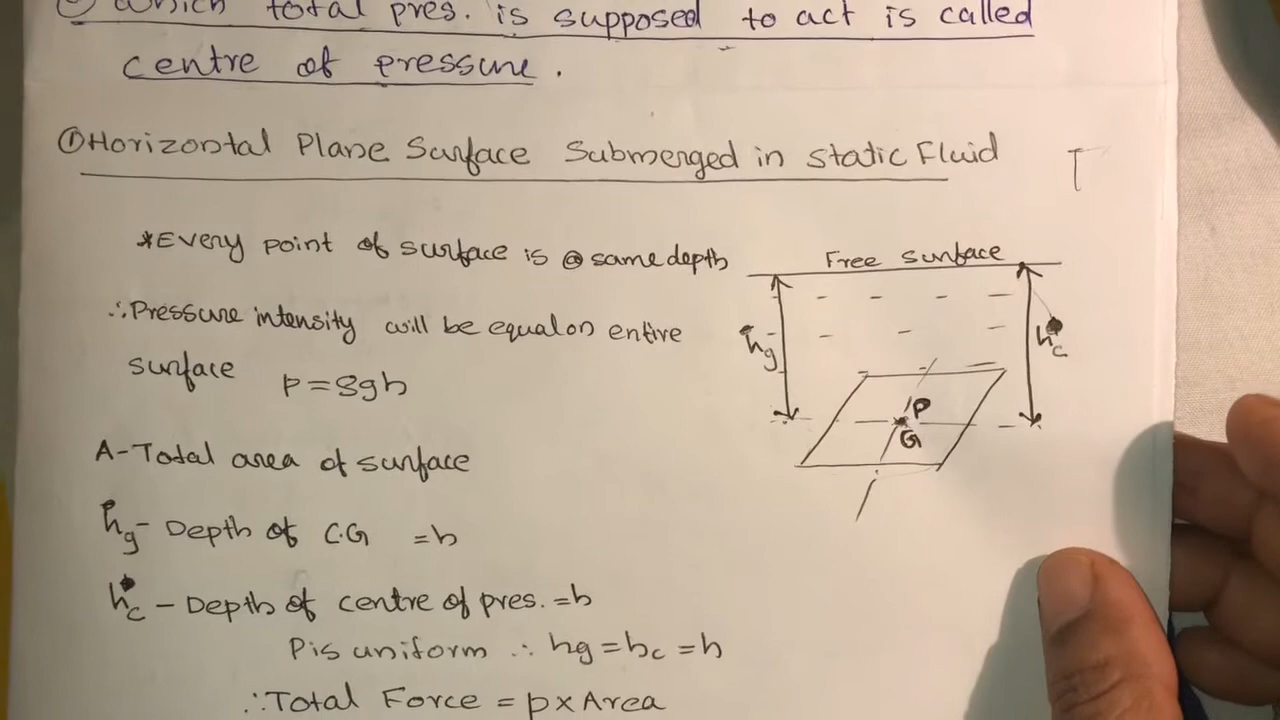 which total pres. is supposed to act is called
centre of pressure.
① Horizontal Plane Surface Submerged in Static Fluid
*Every point of surface is @ same depth
∴ Pressure intensity will be equal on entire
surface p = ρgh
A - Total area of surface
hg - Depth of C.G = h
hc - Depth of centre of pres. = h
P is uniform ∴ hg = hc = h
∴ Total Force = p x Area
Free surface
hg
hc
P
G